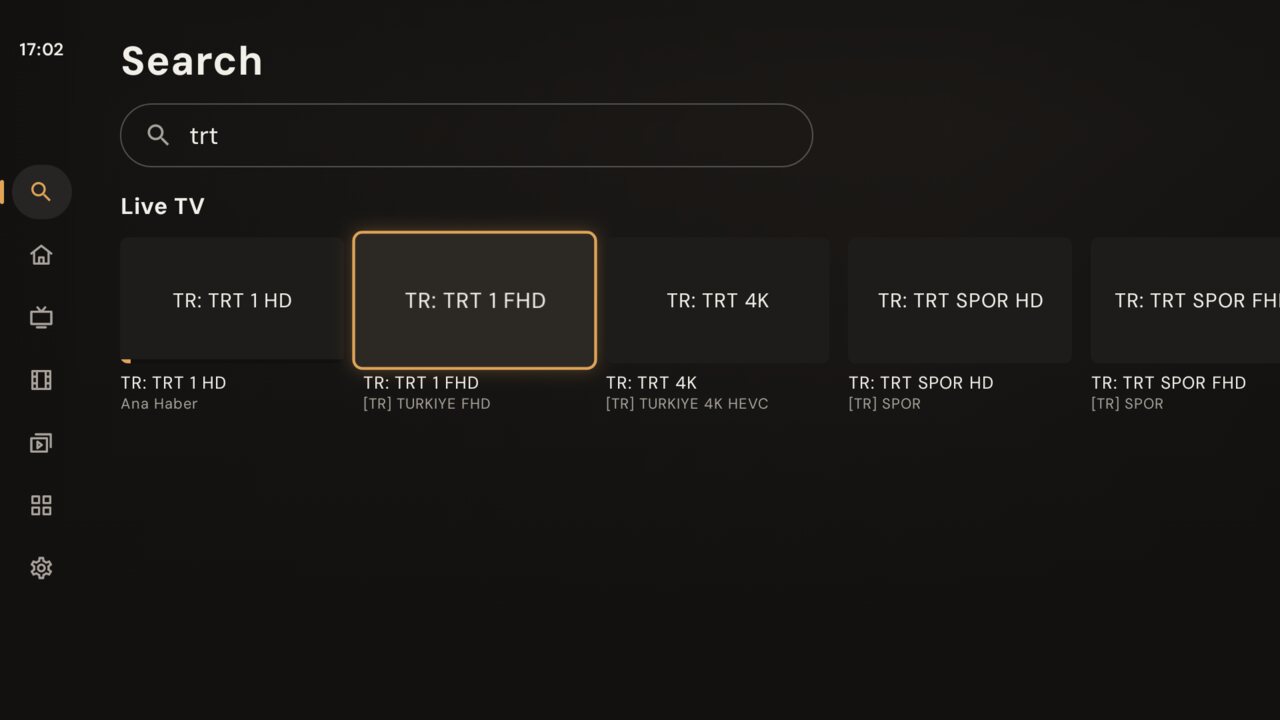 17:02
Search
trt
Live TV
TR: TRT 1 HD
TR: TRT 1 FHD
TR: TRT 4K
TR: TRT SPOR HD
TR: TRT SPOR FH
TR: TRT 1 HD
Ana Haber
TR: TRT 1 FHD
[TR] TURKIYE FHD
TR: TRT 4K
[TR] TURKIYE 4K HEVC
TR: TRT SPOR HD
[TR] SPOR
TR: TRT SPOR FHD
[TR] SPOR